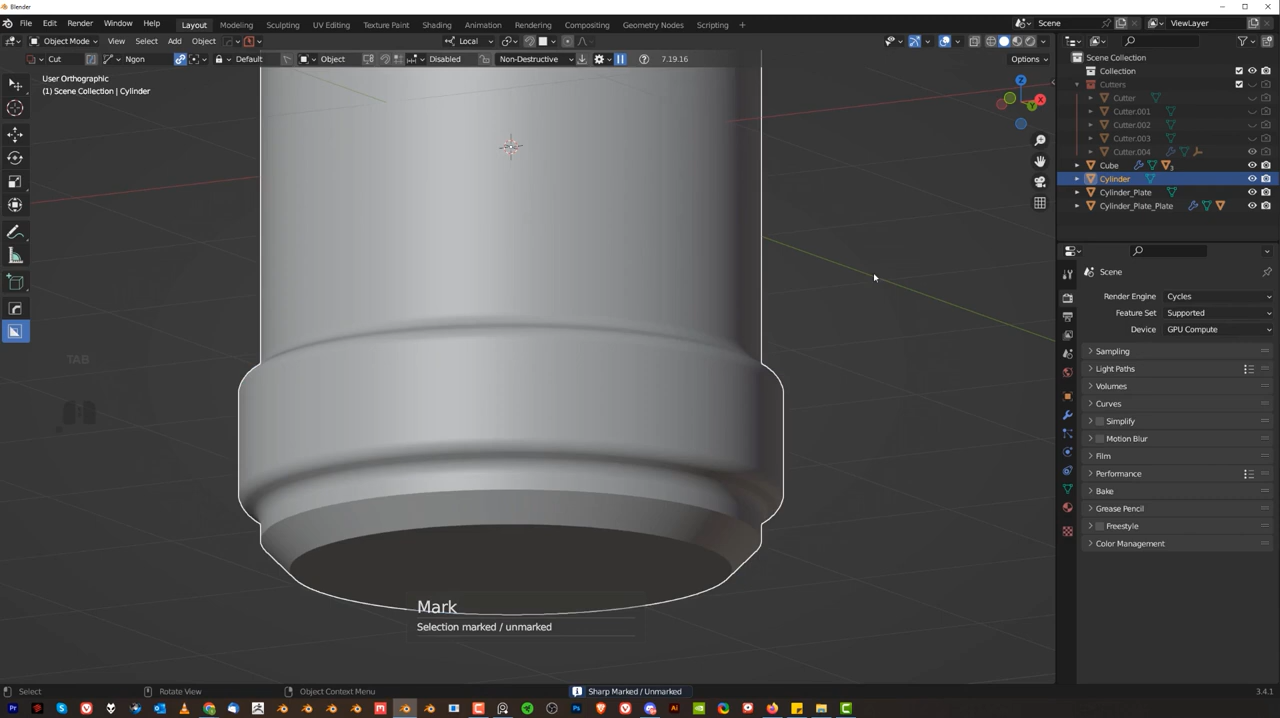 Blender
File Edit Render Window Help Layout Modeling Sculpting UV Editing Texture Paint Shading Animation Rendering Compositing Geometry Nodes Scripting + Scene ViewLayer
Object Mode View Select Add Object Local
Cut Ngon Default Object Disabled Non-Destructive 7.19.16 Options
User Orthographic
(1) Scene Collection | Cylinder
Scene Collection
Collection
Cutters
Cutter
Cutter.001
Cutter.002
Cutter.003
Cutter.004
Cube
Cylinder
Cylinder_Plate
Cylinder_Plate_Plate
Z
X
Y
Scene
Render Engine Cycles
Feature Set Supported
Device GPU Compute
Sampling
Light Paths
Volumes
Curves
Simplify
Motion Blur
Film
Performance
Bake
Grease Pencil
Freestyle
Color Management
TAB
Mark
Selection marked / unmarked
Select Rotate View Object Context Menu Sharp Marked / Unmarked 3.4.1